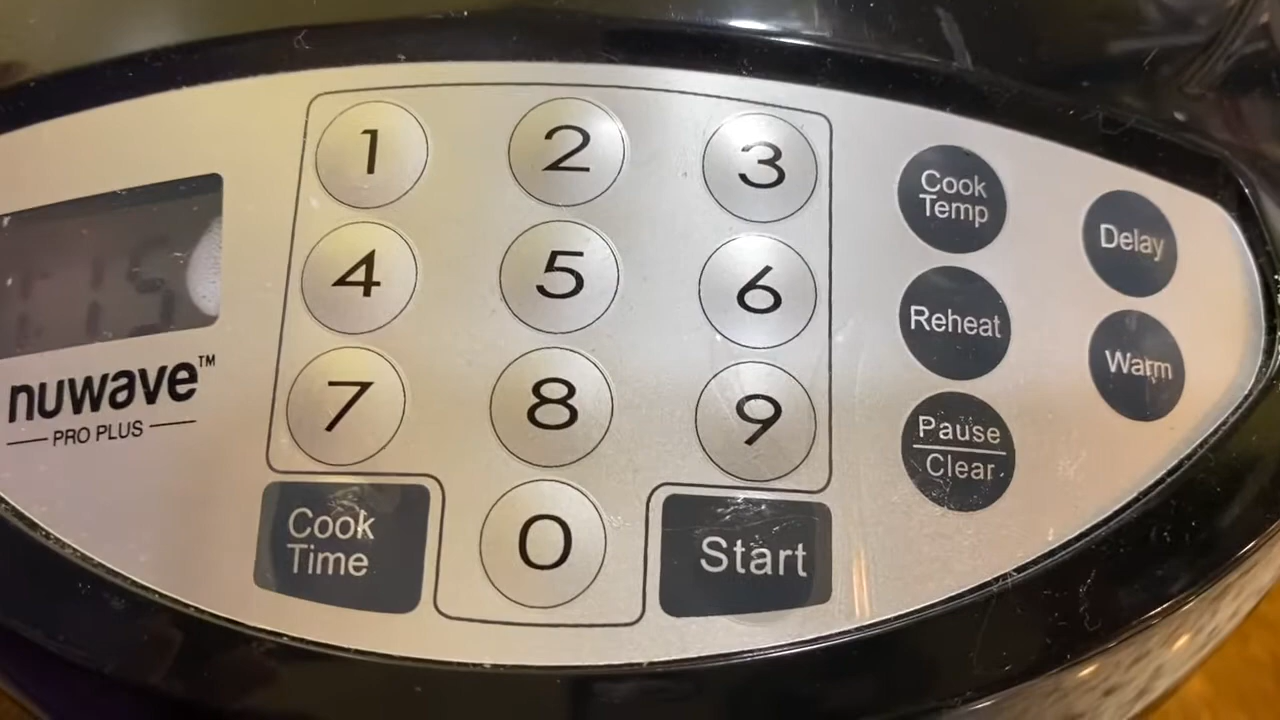 1
2
3
Cook
Temp
Delay
4
5
6
Reheat
:15
nuwave™
PRO PLUS
7
8
9
Warm
Pause
Clear
Cook
Time
0
Start